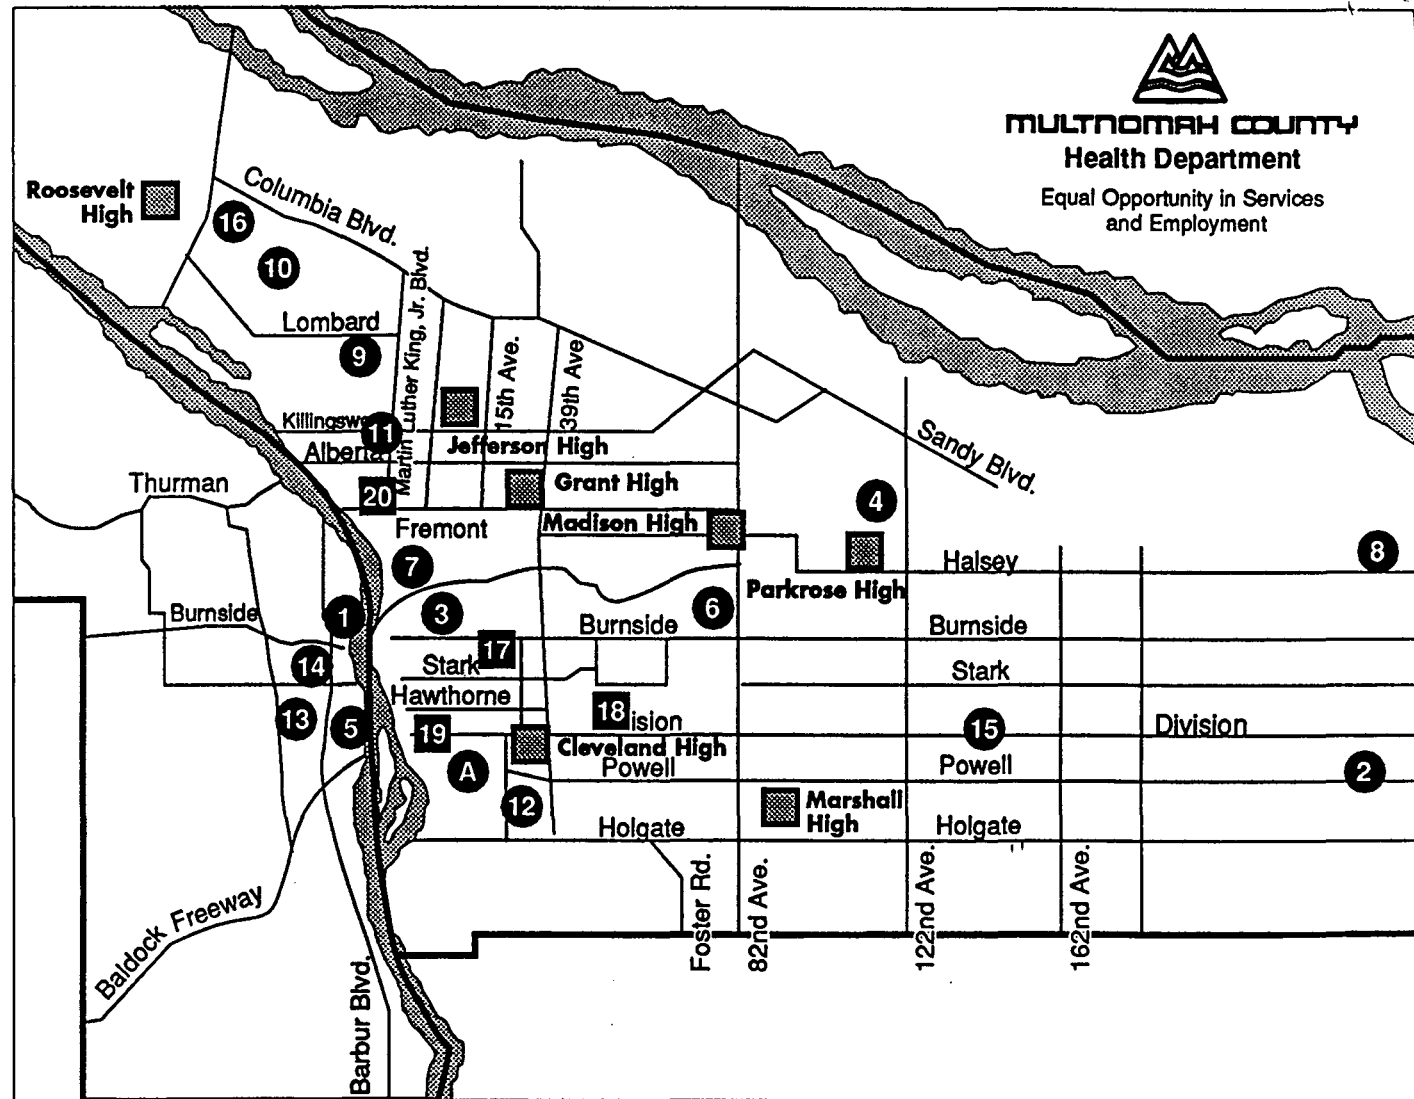 MULTNOMAH COUNTY
Health Department
Equal Opportunity in Services
and Employment
Roosevelt
High
16
Columbia Blvd.
10
Lombard
9
Martin Luther King, Jr. Blvd.
15th Ave.
39th Ave
Killingswo
11
Jefferson High
Alberta
Sandy Blvd.
Thurman
20
Grant High
4
Fremont
Madison High
7
Halsey
8
Parkrose High
Burnside
1
3
6
Burnside
Burnside
17
14
Stark
Stark
Hawthorne
13
5
19
18
ision
15
Division
Cleveland High
A
Powell
Powell
2
12
Marshall
High
Holgate
Holgate
Baldock Freeway
Barbur Blvd.
Foster Rd.
82nd Ave.
122nd Ave.
162nd Ave.